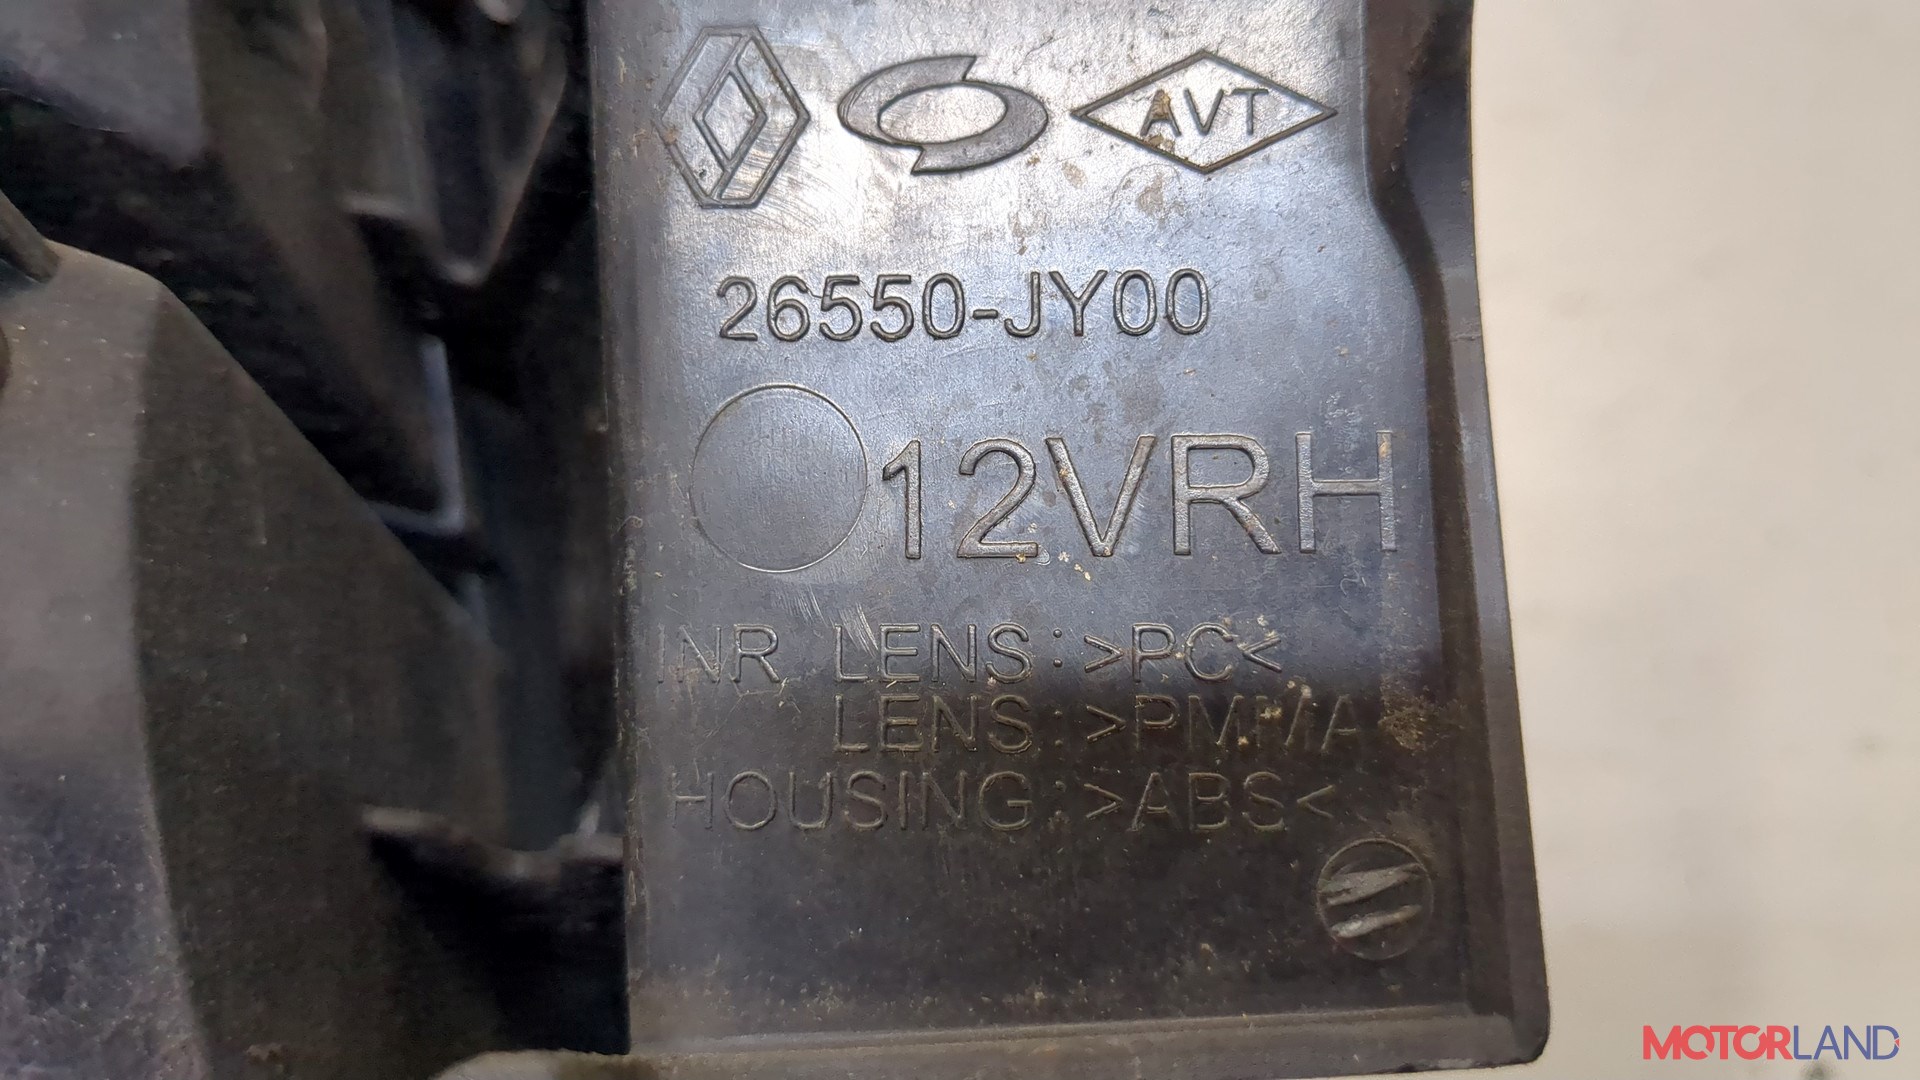 AVT
26550-JY00
12VRH
INR LENS:>PC<
LENS:>PMMA
HOUSING:>ABS<
MOTORLAND